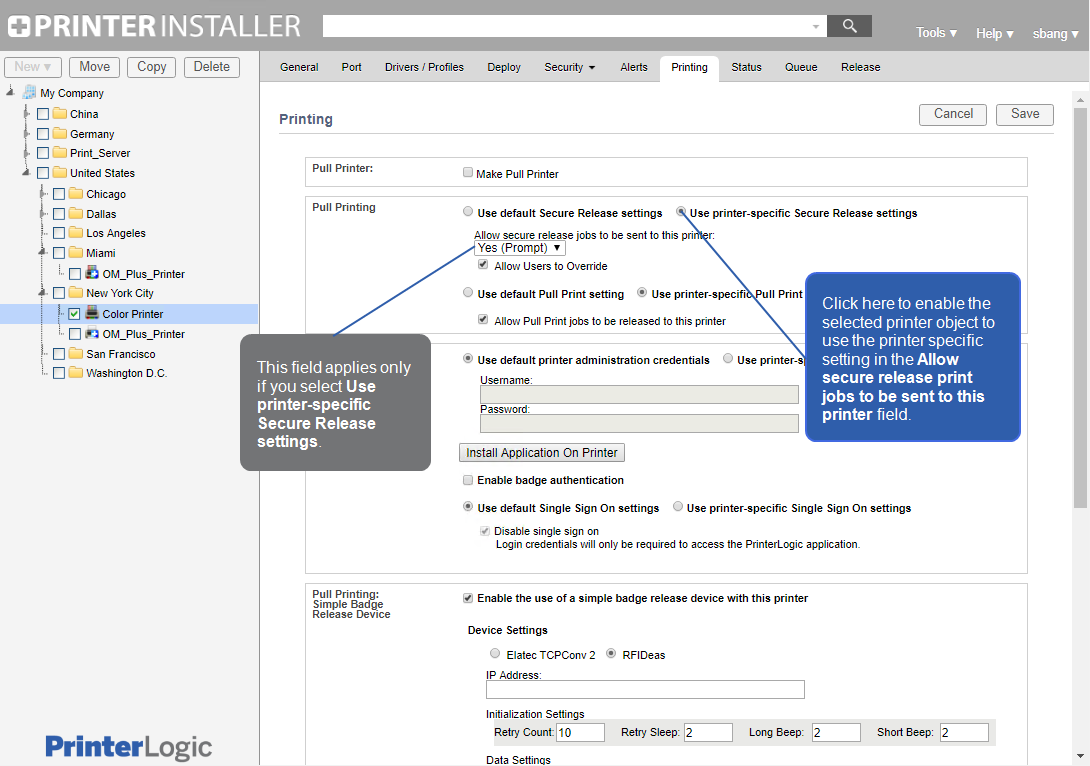 PRINTERINSTALLER
Tools ▾ Help ▾ sbang ▾
New ▾ Move Copy Delete
General Port Drivers / Profiles Deploy Security ▾ Alerts Printing Status Queue Release
My Company
China
Germany
Print_Server
United States
Chicago
Dallas
Los Angeles
Miami
OM_Plus_Printer
New York City
Color Printer
OM_Plus_Printer
San Francisco
Washington D.C.
PrinterLogic
Printing
Cancel Save
Pull Printer: Make Pull Printer
Pull Printing Use default Secure Release settings Use printer-specific Secure Release settings
Allow secure release jobs to be sent to this printer:
Yes (Prompt) ▼
Allow Users to Override
Use default Pull Print setting Use printer-specific Pull Print
Allow Pull Print jobs to be released to this printer
Use default printer administration credentials Use printer-s
Username:
Password:
Install Application On Printer
Enable badge authentication
Use default Single Sign On settings Use printer-specific Single Sign On settings
Disable single sign on
Login credentials will only be required to access the PrinterLogic application.
This field applies only
if you select Use
printer-specific
Secure Release
settings.
Click here to enable the
selected printer object to
use the printer specific
setting in the Allow
secure release print
jobs to be sent to this
printer field.
Pull Printing:
Simple Badge
Release Device
Enable the use of a simple badge release device with this printer
Device Settings
Elatec TCPConv 2 RFIDeas
IP Address:
Initialization Settings
Retry Count: 10 Retry Sleep: 2 Long Beep: 2 Short Beep: 2
Data Settings